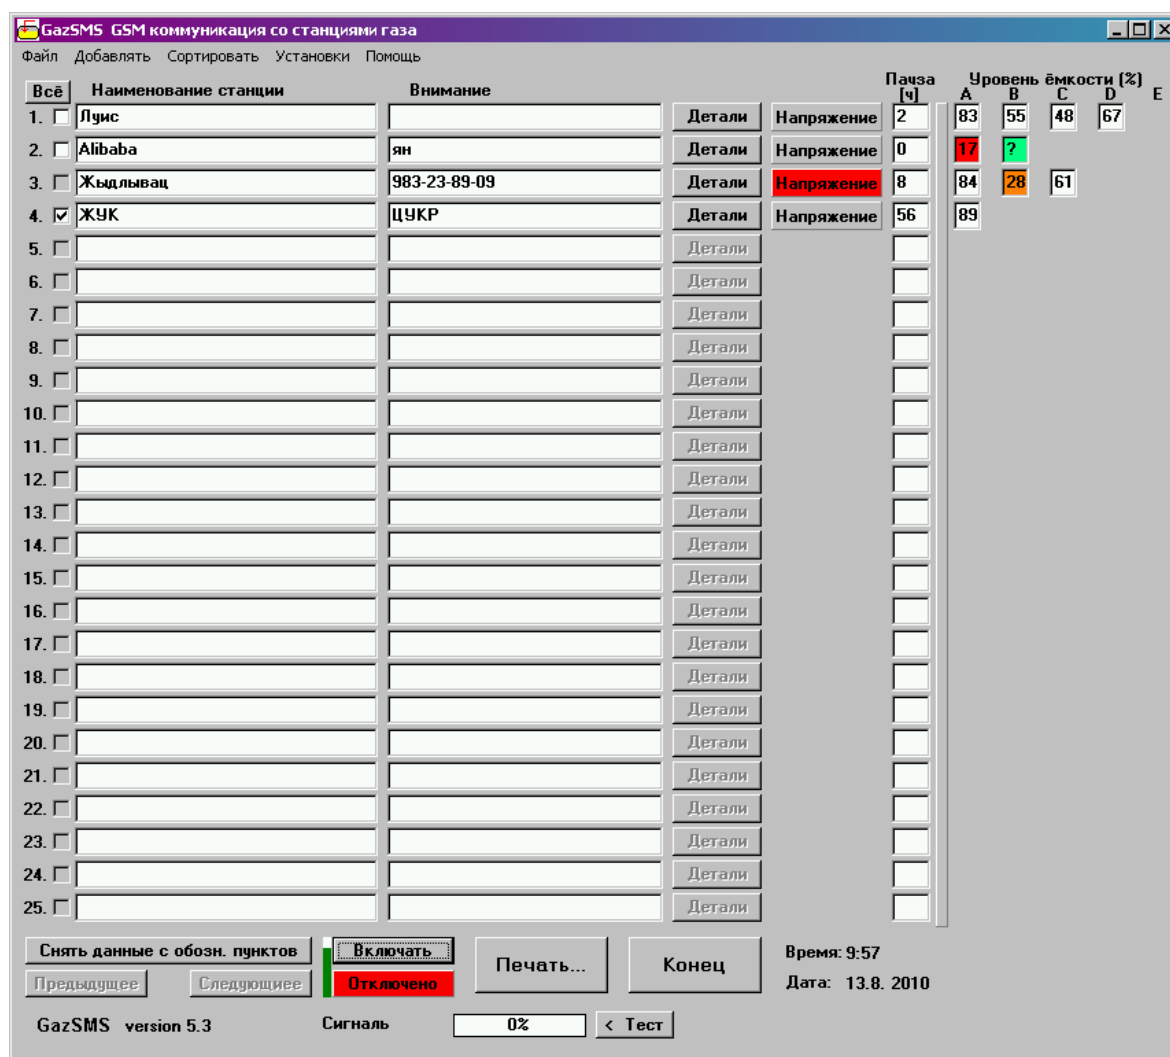 GazSMS GSM коммуникация со станциями газа
Файл Добавлять Сортировать Установки Помощь
Всё Наименование станции Внимание Пауза [ч] Уровень ёмкости (%)
A B C D E
1. Луис Детали Напряжение 2 83 55 48 67
2. Alibaba ян Детали Напряжение 0 17 ?
3. Жыдлывац 983-23-89-09 Детали Напряжение 8 84 28 61
4. ЖУК ЦУКР Детали Напряжение 56 89
5. Детали
6. Детали
7. Детали
8. Детали
9. Детали
10. Детали
11. Детали
12. Детали
13. Детали
14. Детали
15. Детали
16. Детали
17. Детали
18. Детали
19. Детали
20. Детали
21. Детали
22. Детали
23. Детали
24. Детали
25. Детали
Снять данные с обозн. пунктов Включать Печать... Конец Время: 9:57
Предыдущее Следующиее Отключено Дата: 13.8. 2010
GazSMS version 5.3 Сигналь 0% < Тест